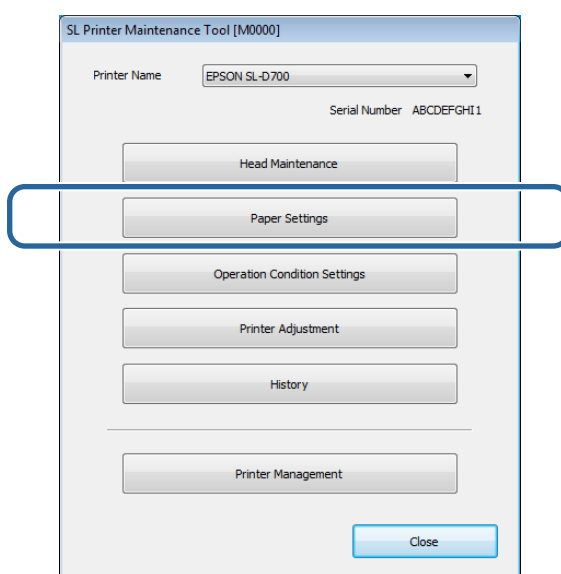 SL Printer Maintenance Tool [M0000]
Printer Name EPSON SL-D700
Serial Number ABCDEFGHI1
Head Maintenance
Paper Settings
Operation Condition Settings
Printer Adjustment
History
Printer Management
Close